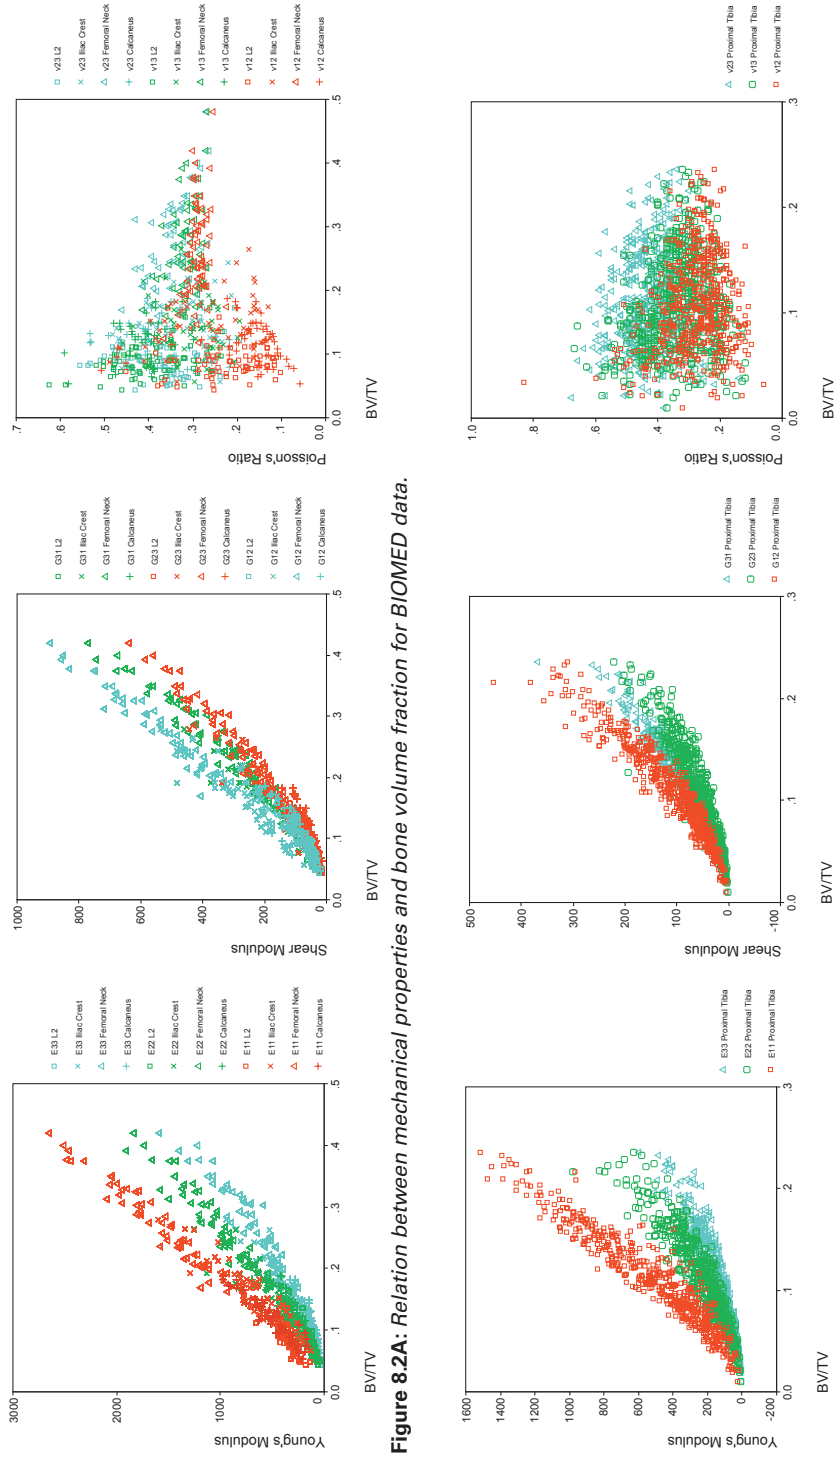 3000
2000
1000
0
Young's Modulus
0.0
.1
.2
.3
.4
.5
BV/TV
E33 L2
E33 Iliac Crest
E33 Femoral Neck
E33 Calcaneus
E22 L2
E22 Iliac Crest
E22 Femoral Neck
E22 Calcaneus
E11 L2
E11 Iliac Crest
E11 Femoral Neck
E11 Calcaneus
1000
800
600
400
200
0
Shear Modulus
0.0
.1
.2
.3
.4
.5
BV/TV
G31 L2
G31 Iliac Crest
G31 Femoral Neck
G31 Calcaneus
G23 L2
G23 Iliac Crest
G23 Femoral Neck
G23 Calcaneus
G12 L2
G12 Iliac Crest
G12 Femoral Neck
G12 Calcaneus
.7
.6
.5
.4
.3
.2
.1
0.0
Poisson's Ratio
0.0
.1
.2
.3
.4
.5
BV/TV
v23 L2
v23 Iliac Crest
v23 Femoral Neck
v23 Calcaneus
v13 L2
v13 Iliac Crest
v13 Femoral Neck
v13 Calcaneus
v12 L2
v12 Iliac Crest
v12 Femoral Neck
v12 Calcaneus
Figure 8.2A: Relation between mechanical properties and bone volume fraction for BIOMED data.
1600
1400
1200
1000
800
600
400
200
0
-200
Young's Modulus
0.0
.1
.2
.3
BV/TV
E33 Proximal Tibia
E22 Proximal Tibia
E11 Proximal Tibia
500
400
300
200
100
0
-100
Shear Modulus
0.0
.1
.2
.3
BV/TV
G31 Proximal Tibia
G23 Proximal Tibia
G12 Proximal Tibia
1.0
.8
.6
.4
.2
0.0
Poisson's Ratio
0.0
.1
.2
.3
BV/TV
v23 Proximal Tibia
v13 Proximal Tibia
v12 Proximal Tibia